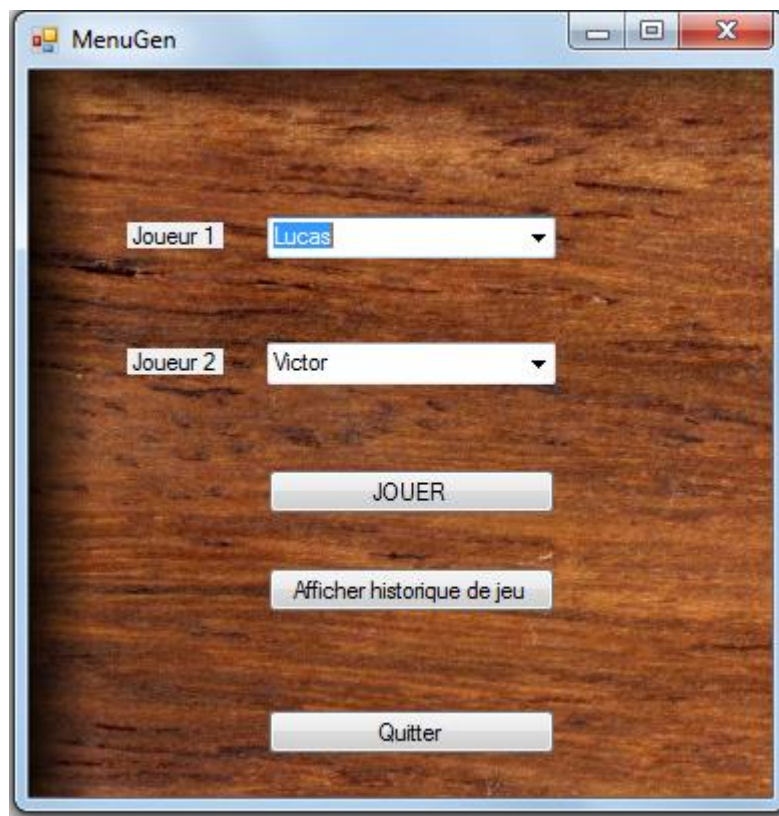 MenuGen
Joueur 1 Lucas
Joueur 2 Victor
JOUER
Afficher historique de jeu
Quitter